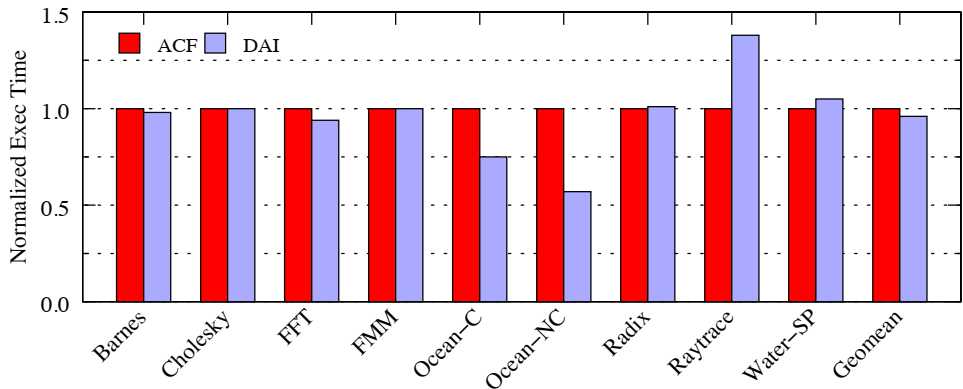 Normalized Exec Time
1.5
1.0
0.5
0.0
ACF DAI
Barnes
Cholesky
FFT
FMM
Ocean−C
Ocean−NC
Radix
Raytrace
Water−SP
Geomean